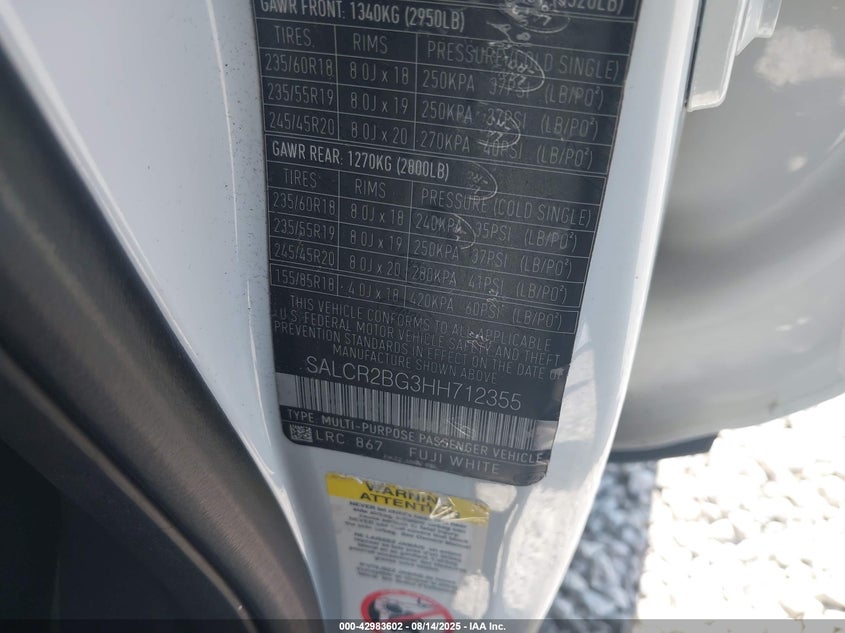 GAWR FRONT: 1340KG (2950LB)
TIRES RIMS PRESSURE (COLD SINGLE)
235/60R18 8.0J x 18 250KPA 37PSI (LB/PO²)
235/55R19 8.0J x 19 250KPA 37PSI (LB/PO²)
245/45R20 8.0J x 20 270KPA 40PSI (LB/PO²)
GAWR REAR: 1270KG (2800LB)
TIRES RIMS PRESSURE (COLD SINGLE)
235/60R18 8.0J x 18 240KPA 35PSI (LB/PO²)
235/55R19 8.0J x 19 250KPA 37PSI (LB/PO²)
245/45R20 8.0J x 20 280KPA 41PSI (LB/PO²)
155/85R18 4.0J x 18 420KPA 60PSI (LB/PO²)
THIS VEHICLE CONFORMS TO ALL APPLICABLE
U.S. FEDERAL MOTOR VEHICLE SAFETY AND THEFT
PREVENTION STANDARDS IN EFFECT ON THE DATE OF
MANUFACTURE SHOWN ABOVE
SALCR2BG3HH712355
TYPE: MULTI-PURPOSE PASSENGER VEHICLE
LRC 867 FUJI WHITE
WARNING
ATTENTION
000-42983602 - 08/14/2025 - IAA Inc.